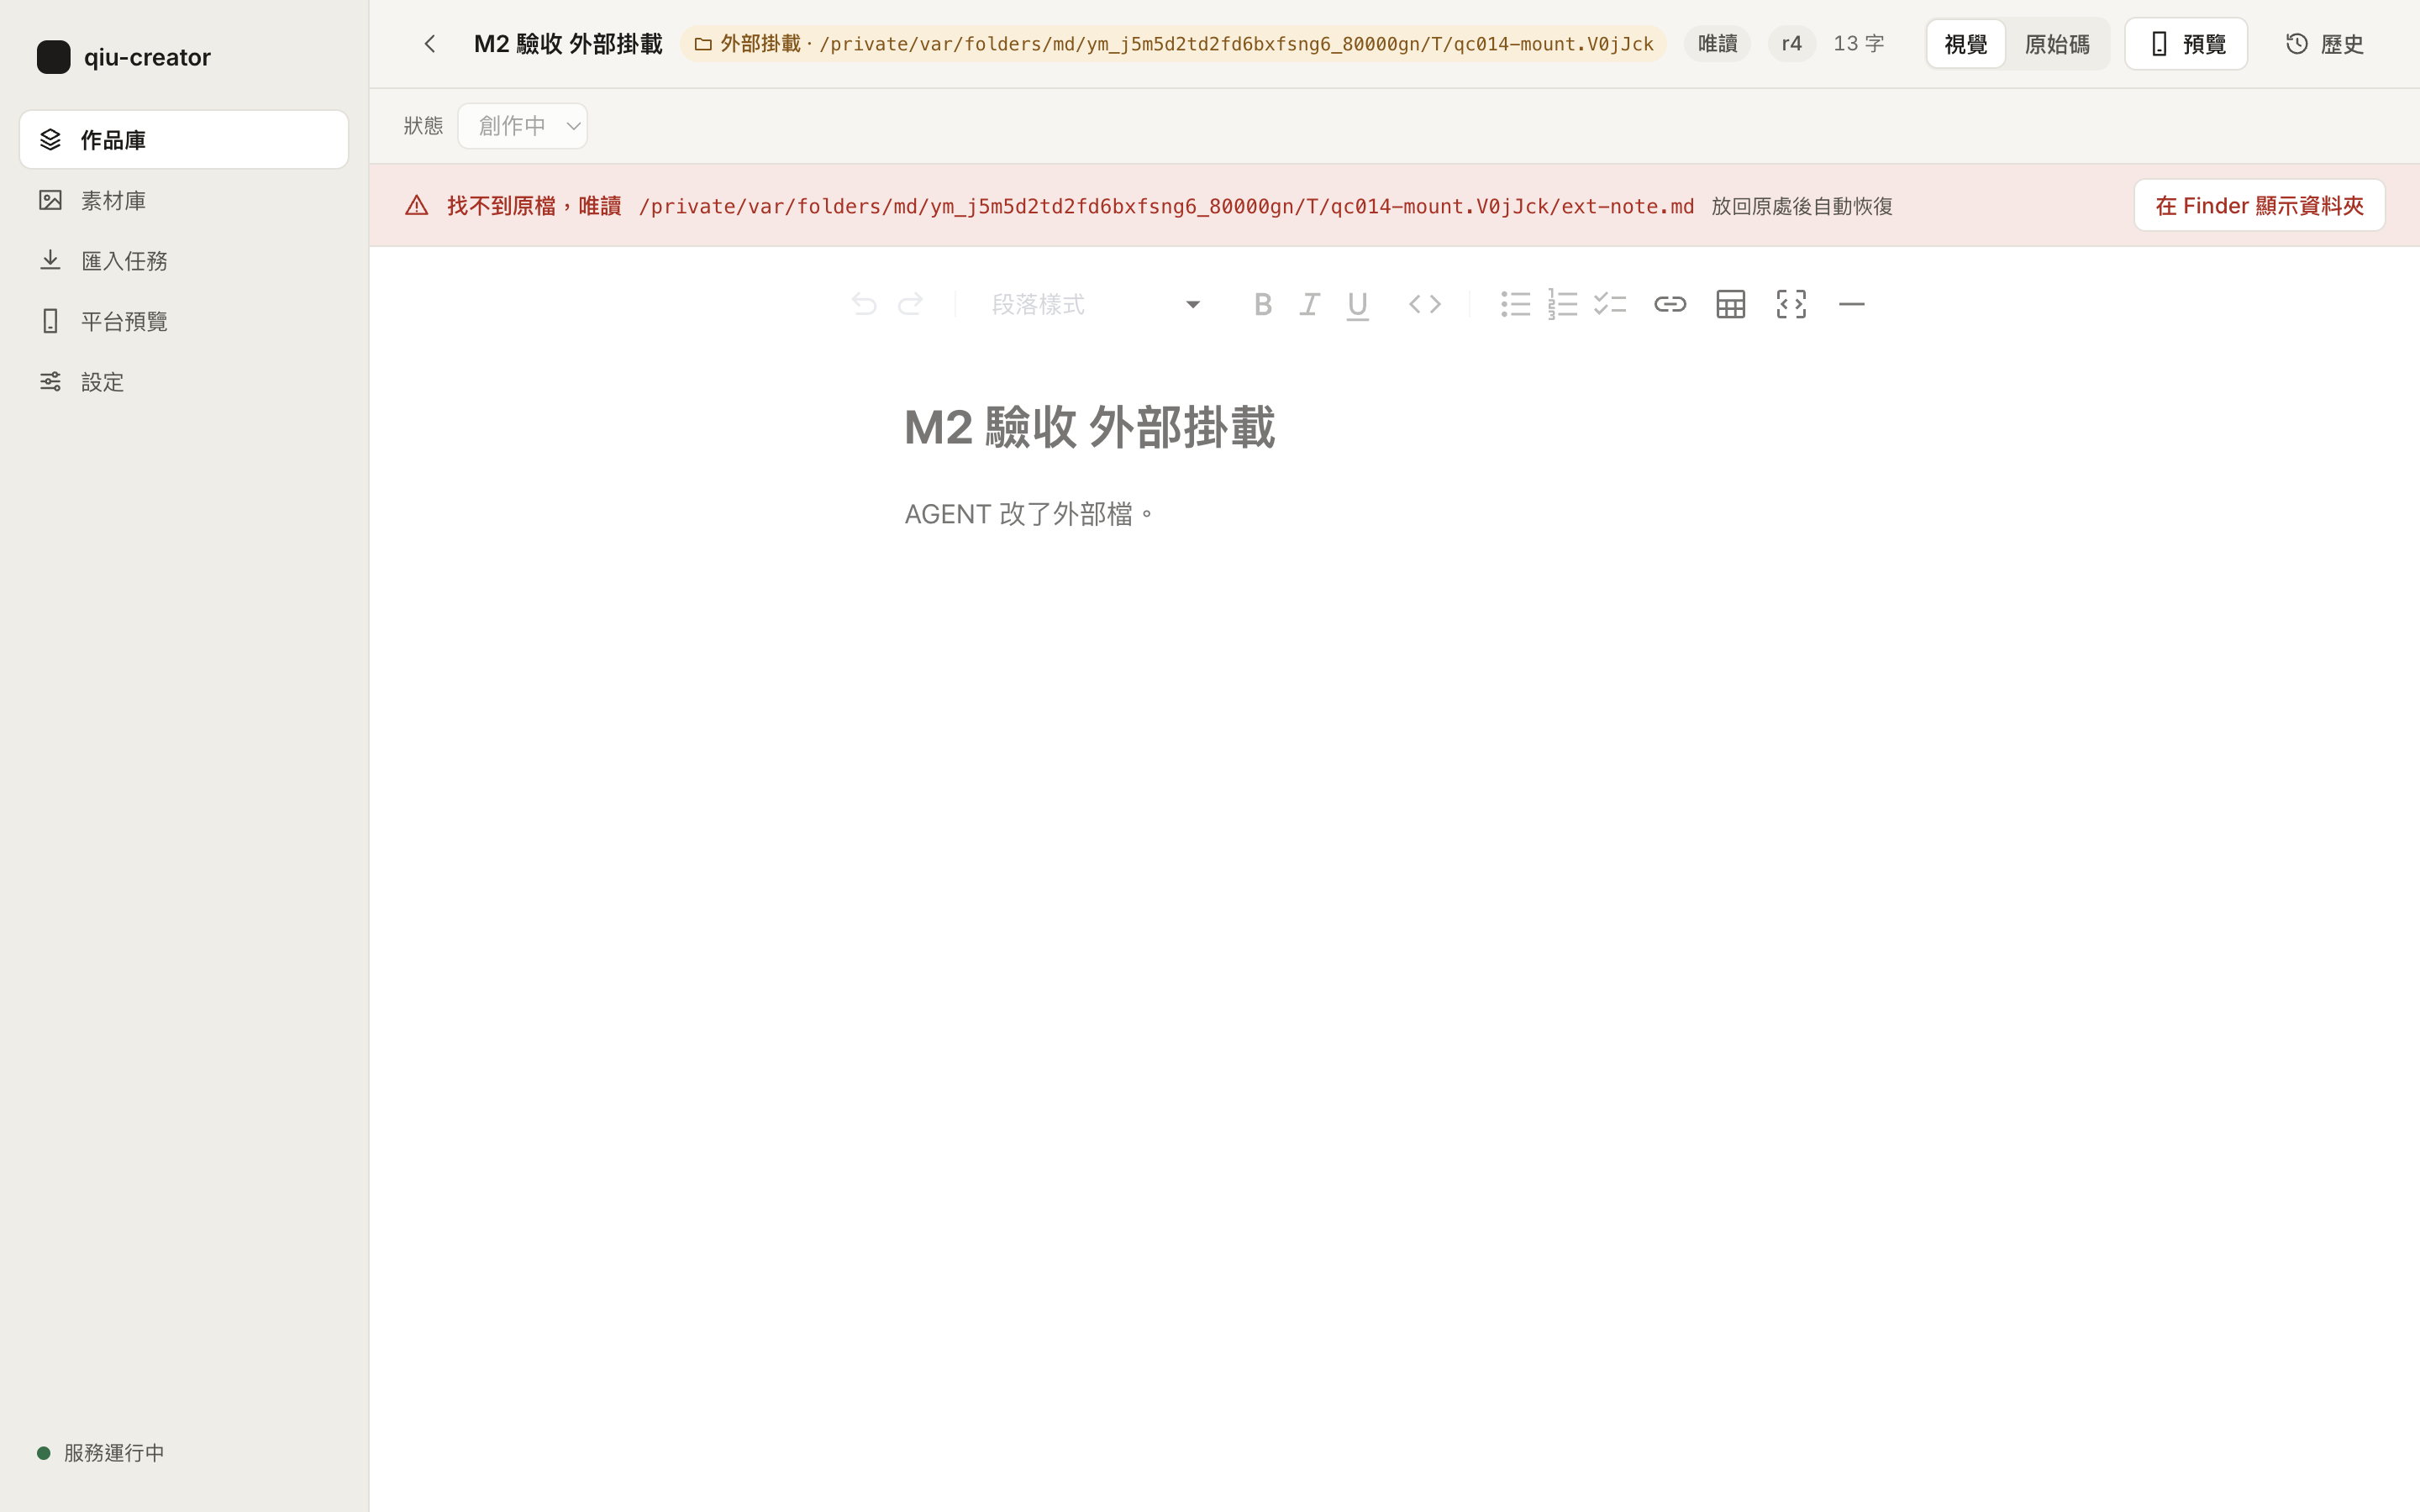 qiu-creator
作品庫
素材庫
匯入任務
平台預覽
設定
服務運行中
M2 驗收 外部掛載 外部掛載 · /private/var/folders/md/ym_j5m5d2td2fd6bxfsng6_80000gn/T/qc014-mount.V0jJck 唯讀 r4 13 字 視覺 原始碼 預覽 歷史
狀態 創作中
找不到原檔，唯讀 /private/var/folders/md/ym_j5m5d2td2fd6bxfsng6_80000gn/T/qc014-mount.V0jJck/ext-note.md 放回原處後自動恢復 在 Finder 顯示資料夾
段落樣式
M2 驗收 外部掛載
AGENT 改了外部檔。